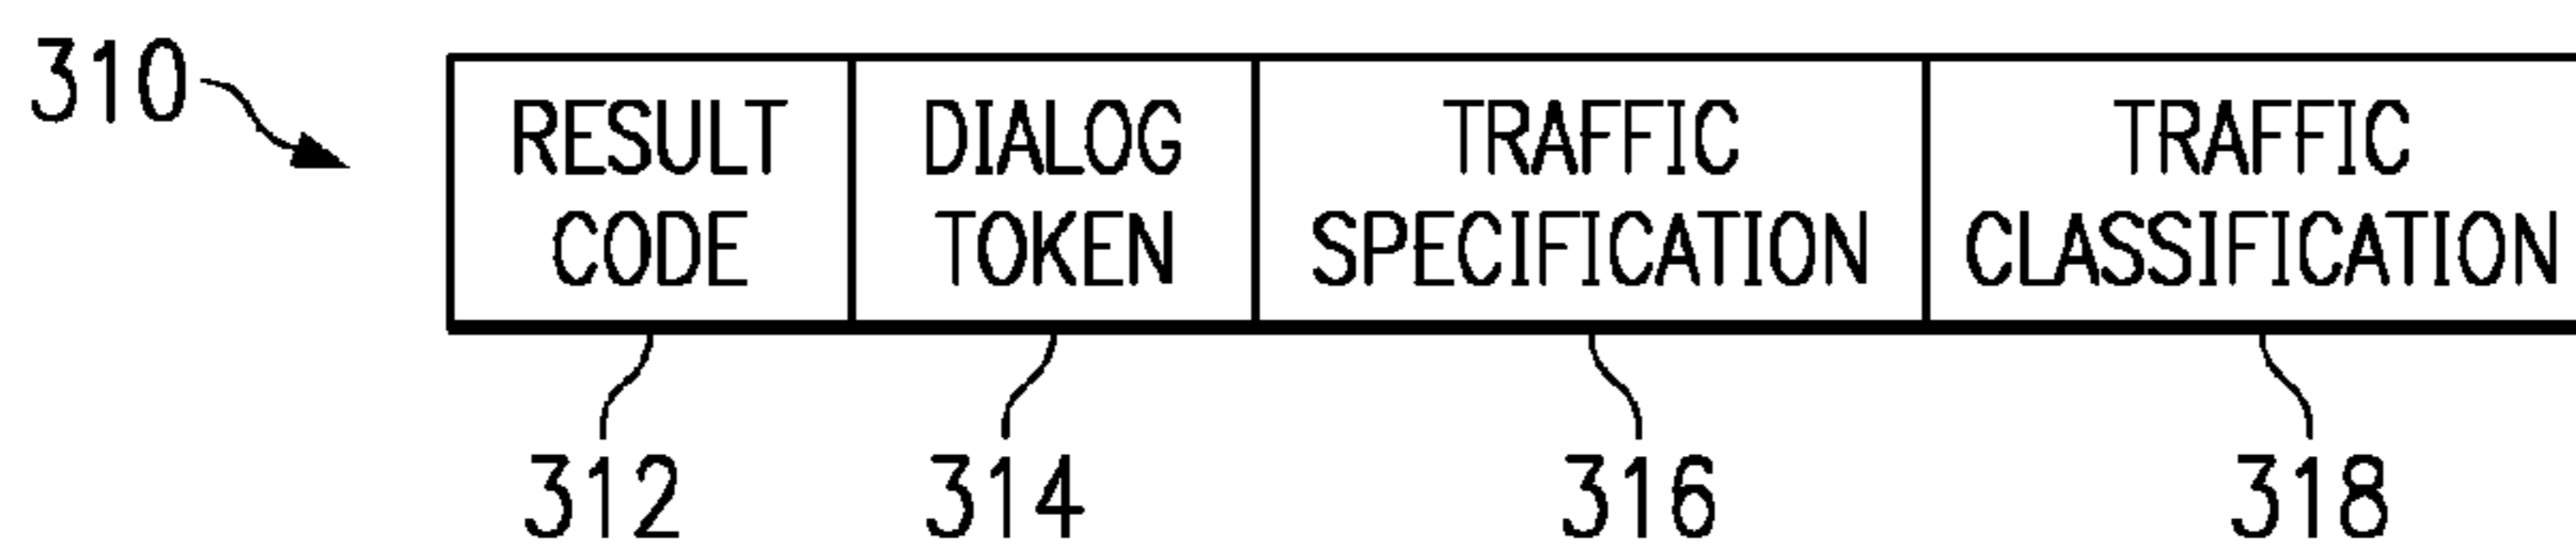 310
RESULT CODE
DIALOG TOKEN
TRAFFIC SPECIFICATION
TRAFFIC CLASSIFICATION
312
314
316
318